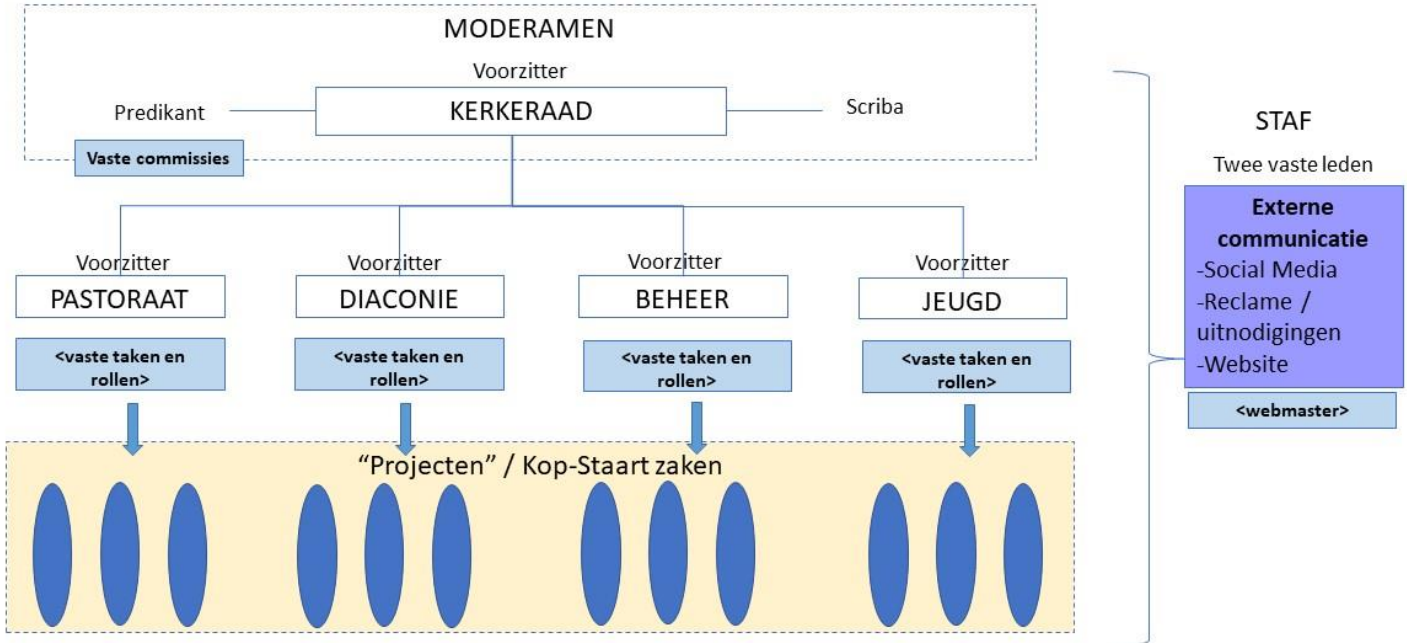 MODERAMEN
Voorzitter
Predikant
KERKERAAD
Scriba
Vaste commissies
Voorzitter
PASTORAAT
<vaste taken en
rollen>
Voorzitter
DIACONIE
<vaste taken en
rollen>
Voorzitter
BEHEER
<vaste taken en
rollen>
Voorzitter
JEUGD
<vaste taken en
rollen>
“Projecten” / Kop-Staart zaken
STAF
Twee vaste leden
Externe
communicatie
-Social Media
-Reclame /
uitnodigingen
-Website
<webmaster>